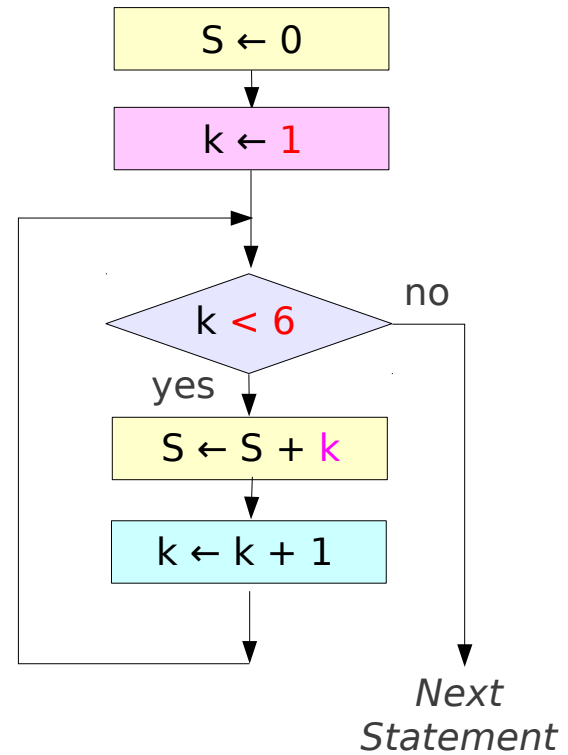 S ← 0
k ← 1
k < 6
no
yes
S ← S + k
k ← k + 1
Next
Statement